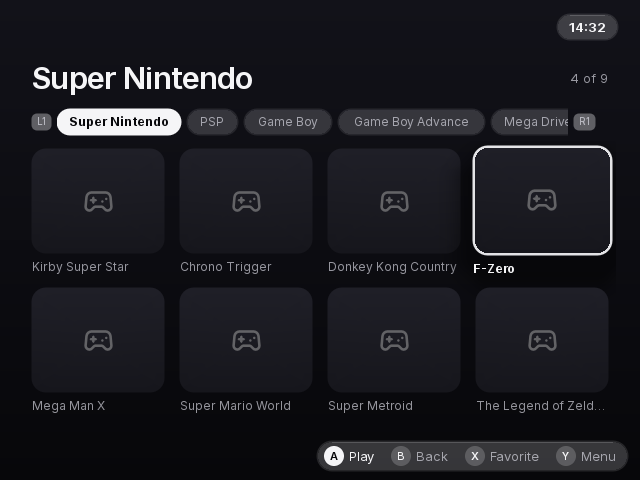 14:32
Super Nintendo
4 of 9
L1 Super Nintendo PSP Game Boy Game Boy Advance Mega Drive R1
Kirby Super Star Chrono Trigger Donkey Kong Country F-Zero
Mega Man X Super Mario World Super Metroid The Legend of Zeld...
A Play B Back X Favorite Y Menu